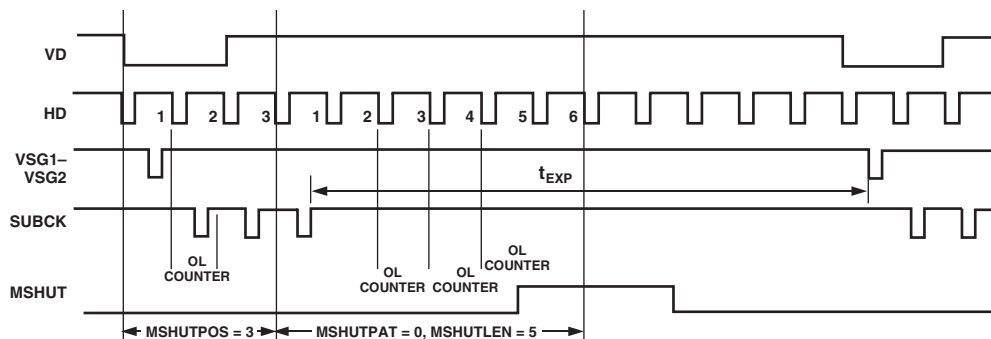 VD
HD
1 2 3 1 2 3 4 5 6
VSG1–
VSG2
tEXP
SUBCK
OL
COUNTER
OL
COUNTER
OL
COUNTER
OL
COUNTER
MSHUT
MSHUTPOS = 3
MSHUTPAT = 0, MSHUTLEN = 5